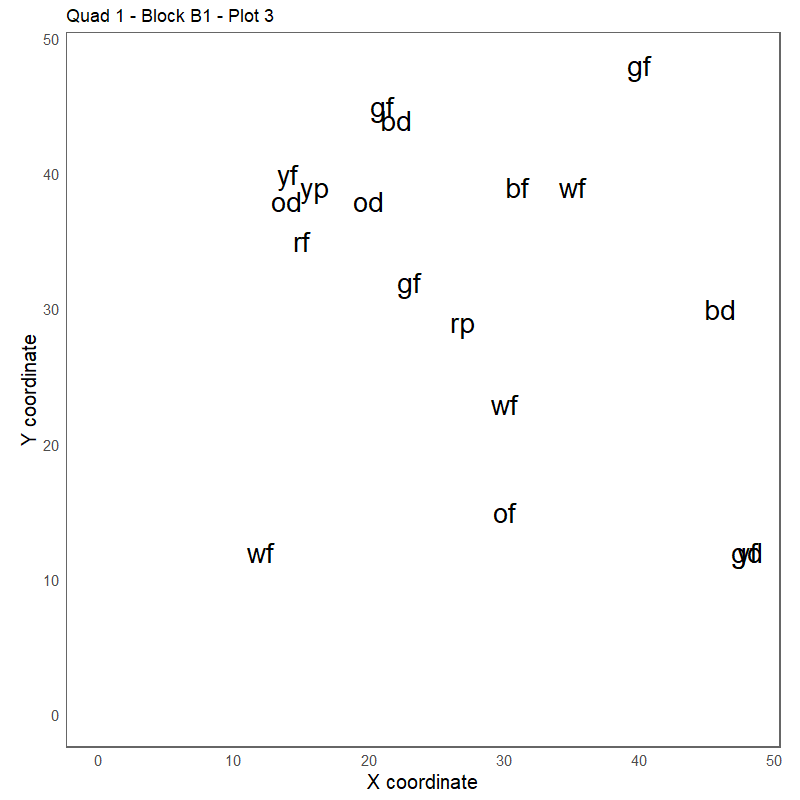 Quad 1 - Block B1 - Plot 3
50
gf
gf
bd
40
yf
yp
bf
wf
od
od
rf
gf
30
bd
rp
Y coordinate
wf
20
of
wf
gd
10
0
0 10 20 30 40 50
X coordinate